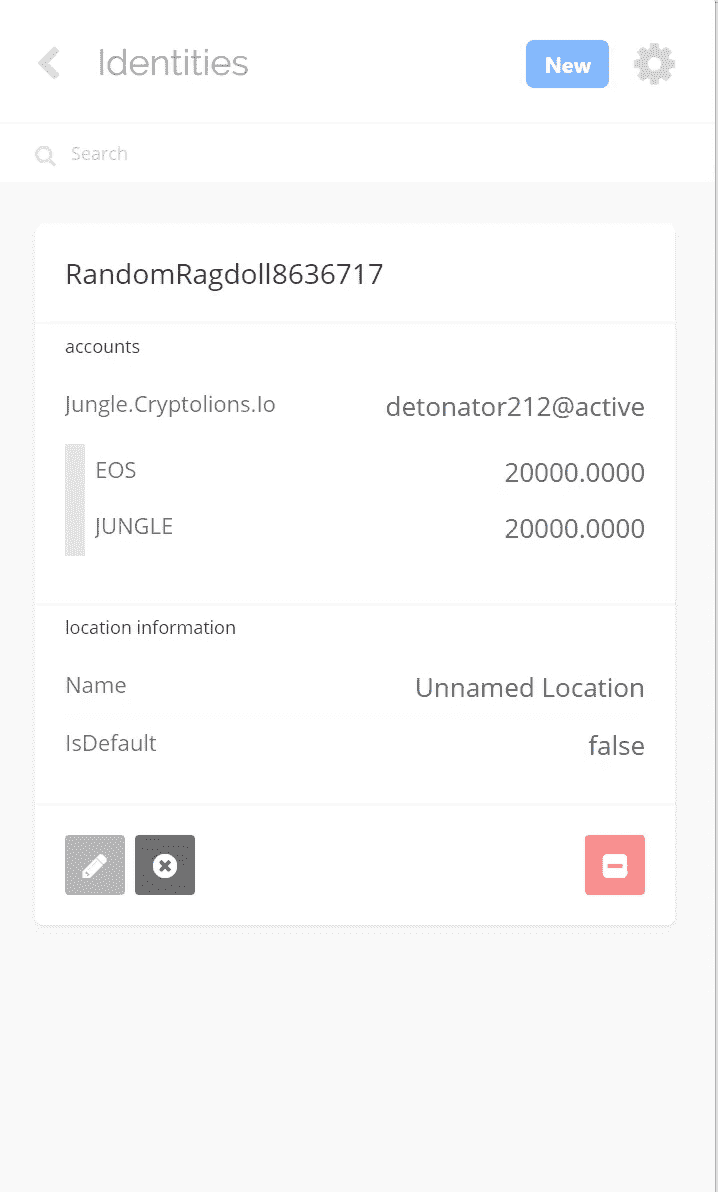 Identities
New
Search
RandomRagdoll8636717
accounts
Jungle.Cryptolions.Io detonator212@active
EOS 20000.0000
JUNGLE 20000.0000
location information
Name Unnamed Location
IsDefault false